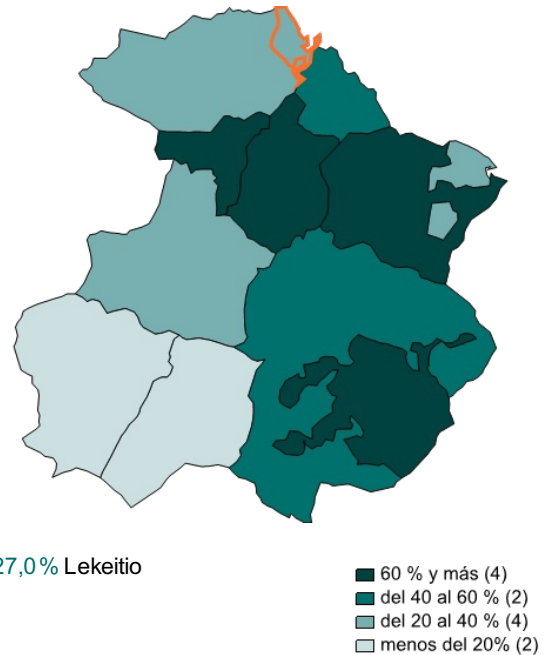 27,0% Lekeitio
60 % y más (4)
del 40 al 60 % (2)
del 20 al 40 % (4)
menos del 20% (2)